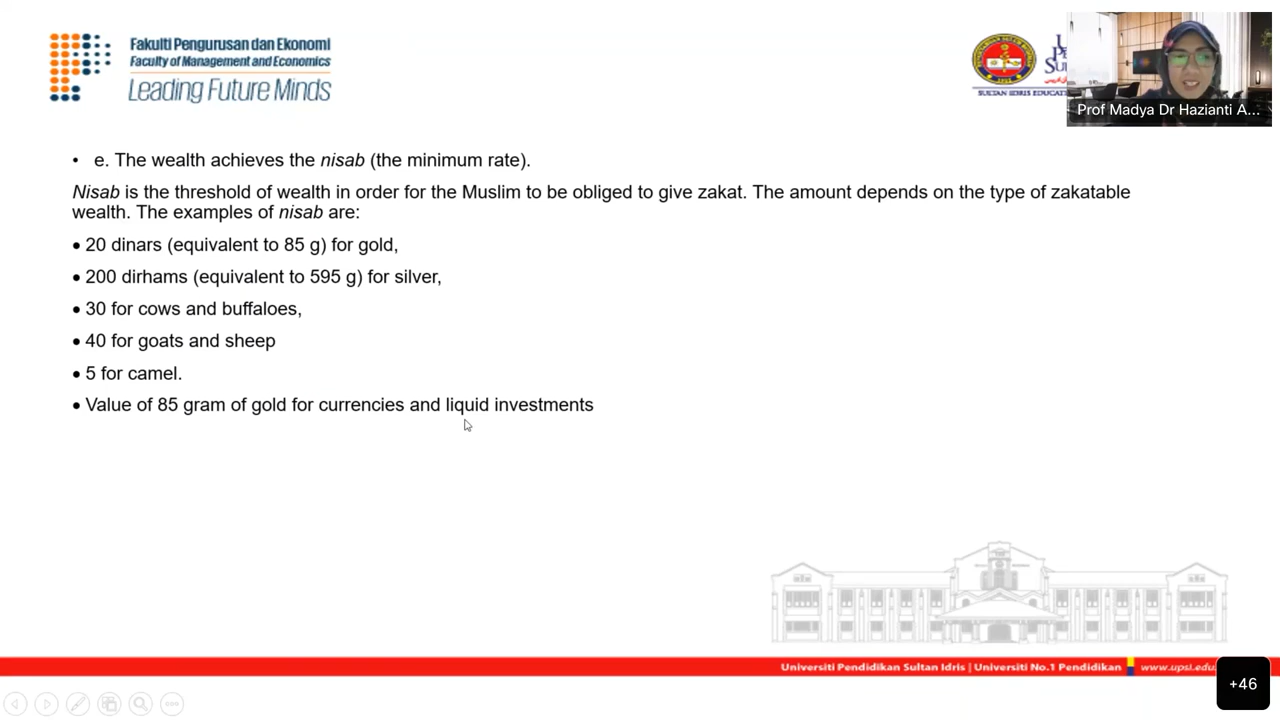 Fakulti Pengurusan dan Ekonomi
Faculty of Management and Economics
Leading Future Minds
SULTAN IDRIS EDUCAT
Prof Madya Dr Hazianti A...
• e. The wealth achieves the nisab (the minimum rate).
Nisab is the threshold of wealth in order for the Muslim to be obliged to give zakat. The amount depends on the type of zakatable
wealth. The examples of nisab are:
• 20 dinars (equivalent to 85 g) for gold,
• 200 dirhams (equivalent to 595 g) for silver,
• 30 for cows and buffaloes,
• 40 for goats and sheep
• 5 for camel.
• Value of 85 gram of gold for currencies and liquid investments
Universiti Pendidikan Sultan Idris | Universiti No.1 Pendidikan www.upsi.edu.
+46